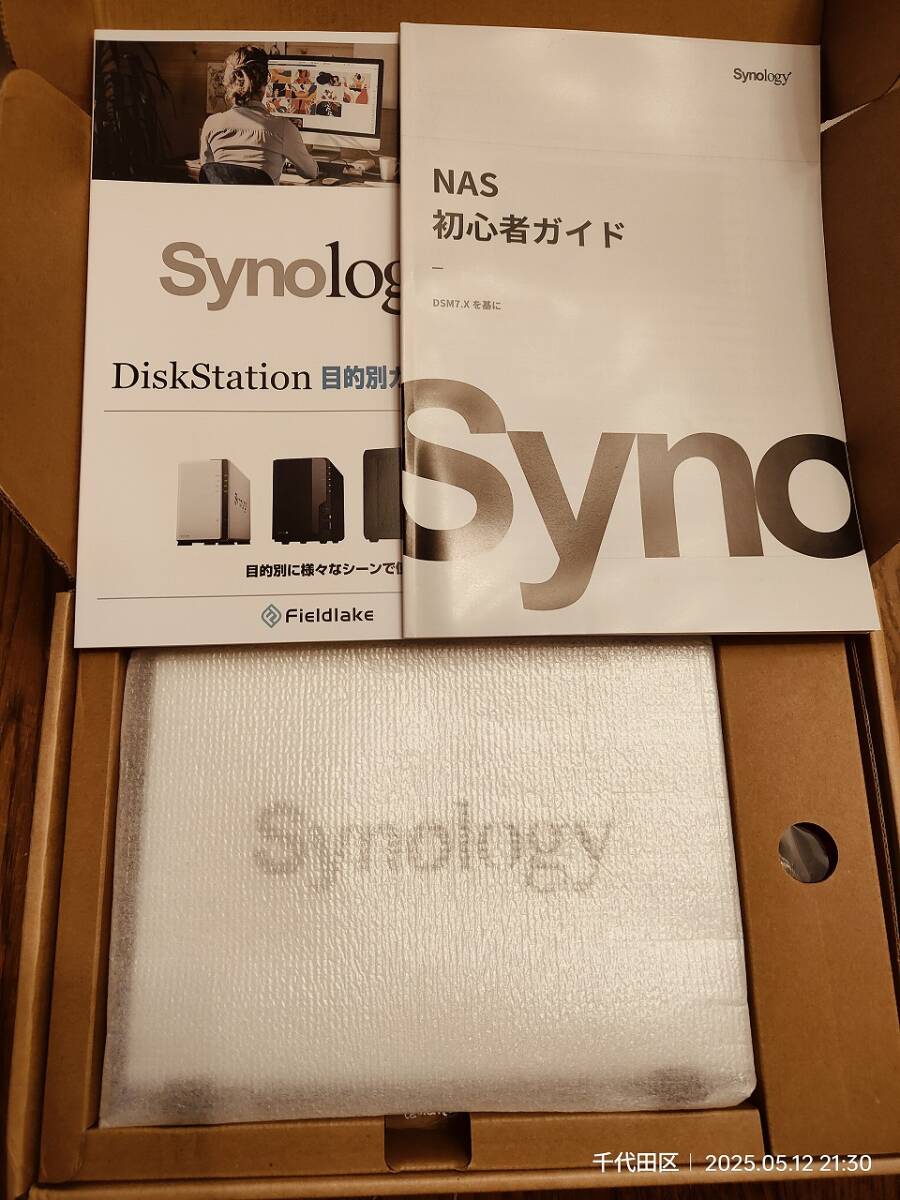 Synology
NAS
初心者ガイド
DSM7.X を基に
Syno
Synolog
DiskStation 目的別ガ
目的別に様々なシーンで
Fieldlake
Synology
千代田区 2025.05.12 21:30